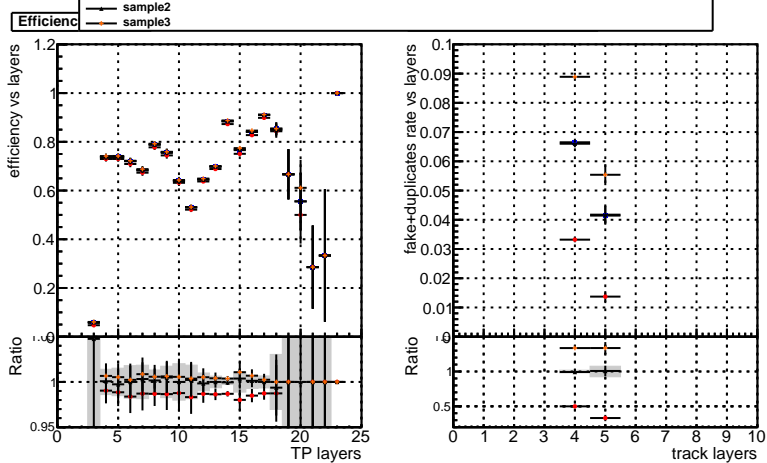 sample2
Efficienc
sample3
efficiency vs layers
1.2
1
0.8
0.6
0.4
0.2
0
Ratio
1
0.95
0 5 10 15 20 25
TP layers
fake+duplicates rate vs layers
0.1
0.09
0.08
0.07
0.06
0.05
0.04
0.03
0.02
0.01
0
Ratio
1
0.5
0 1 2 3 4 5 6 7 8 9 10
track layers